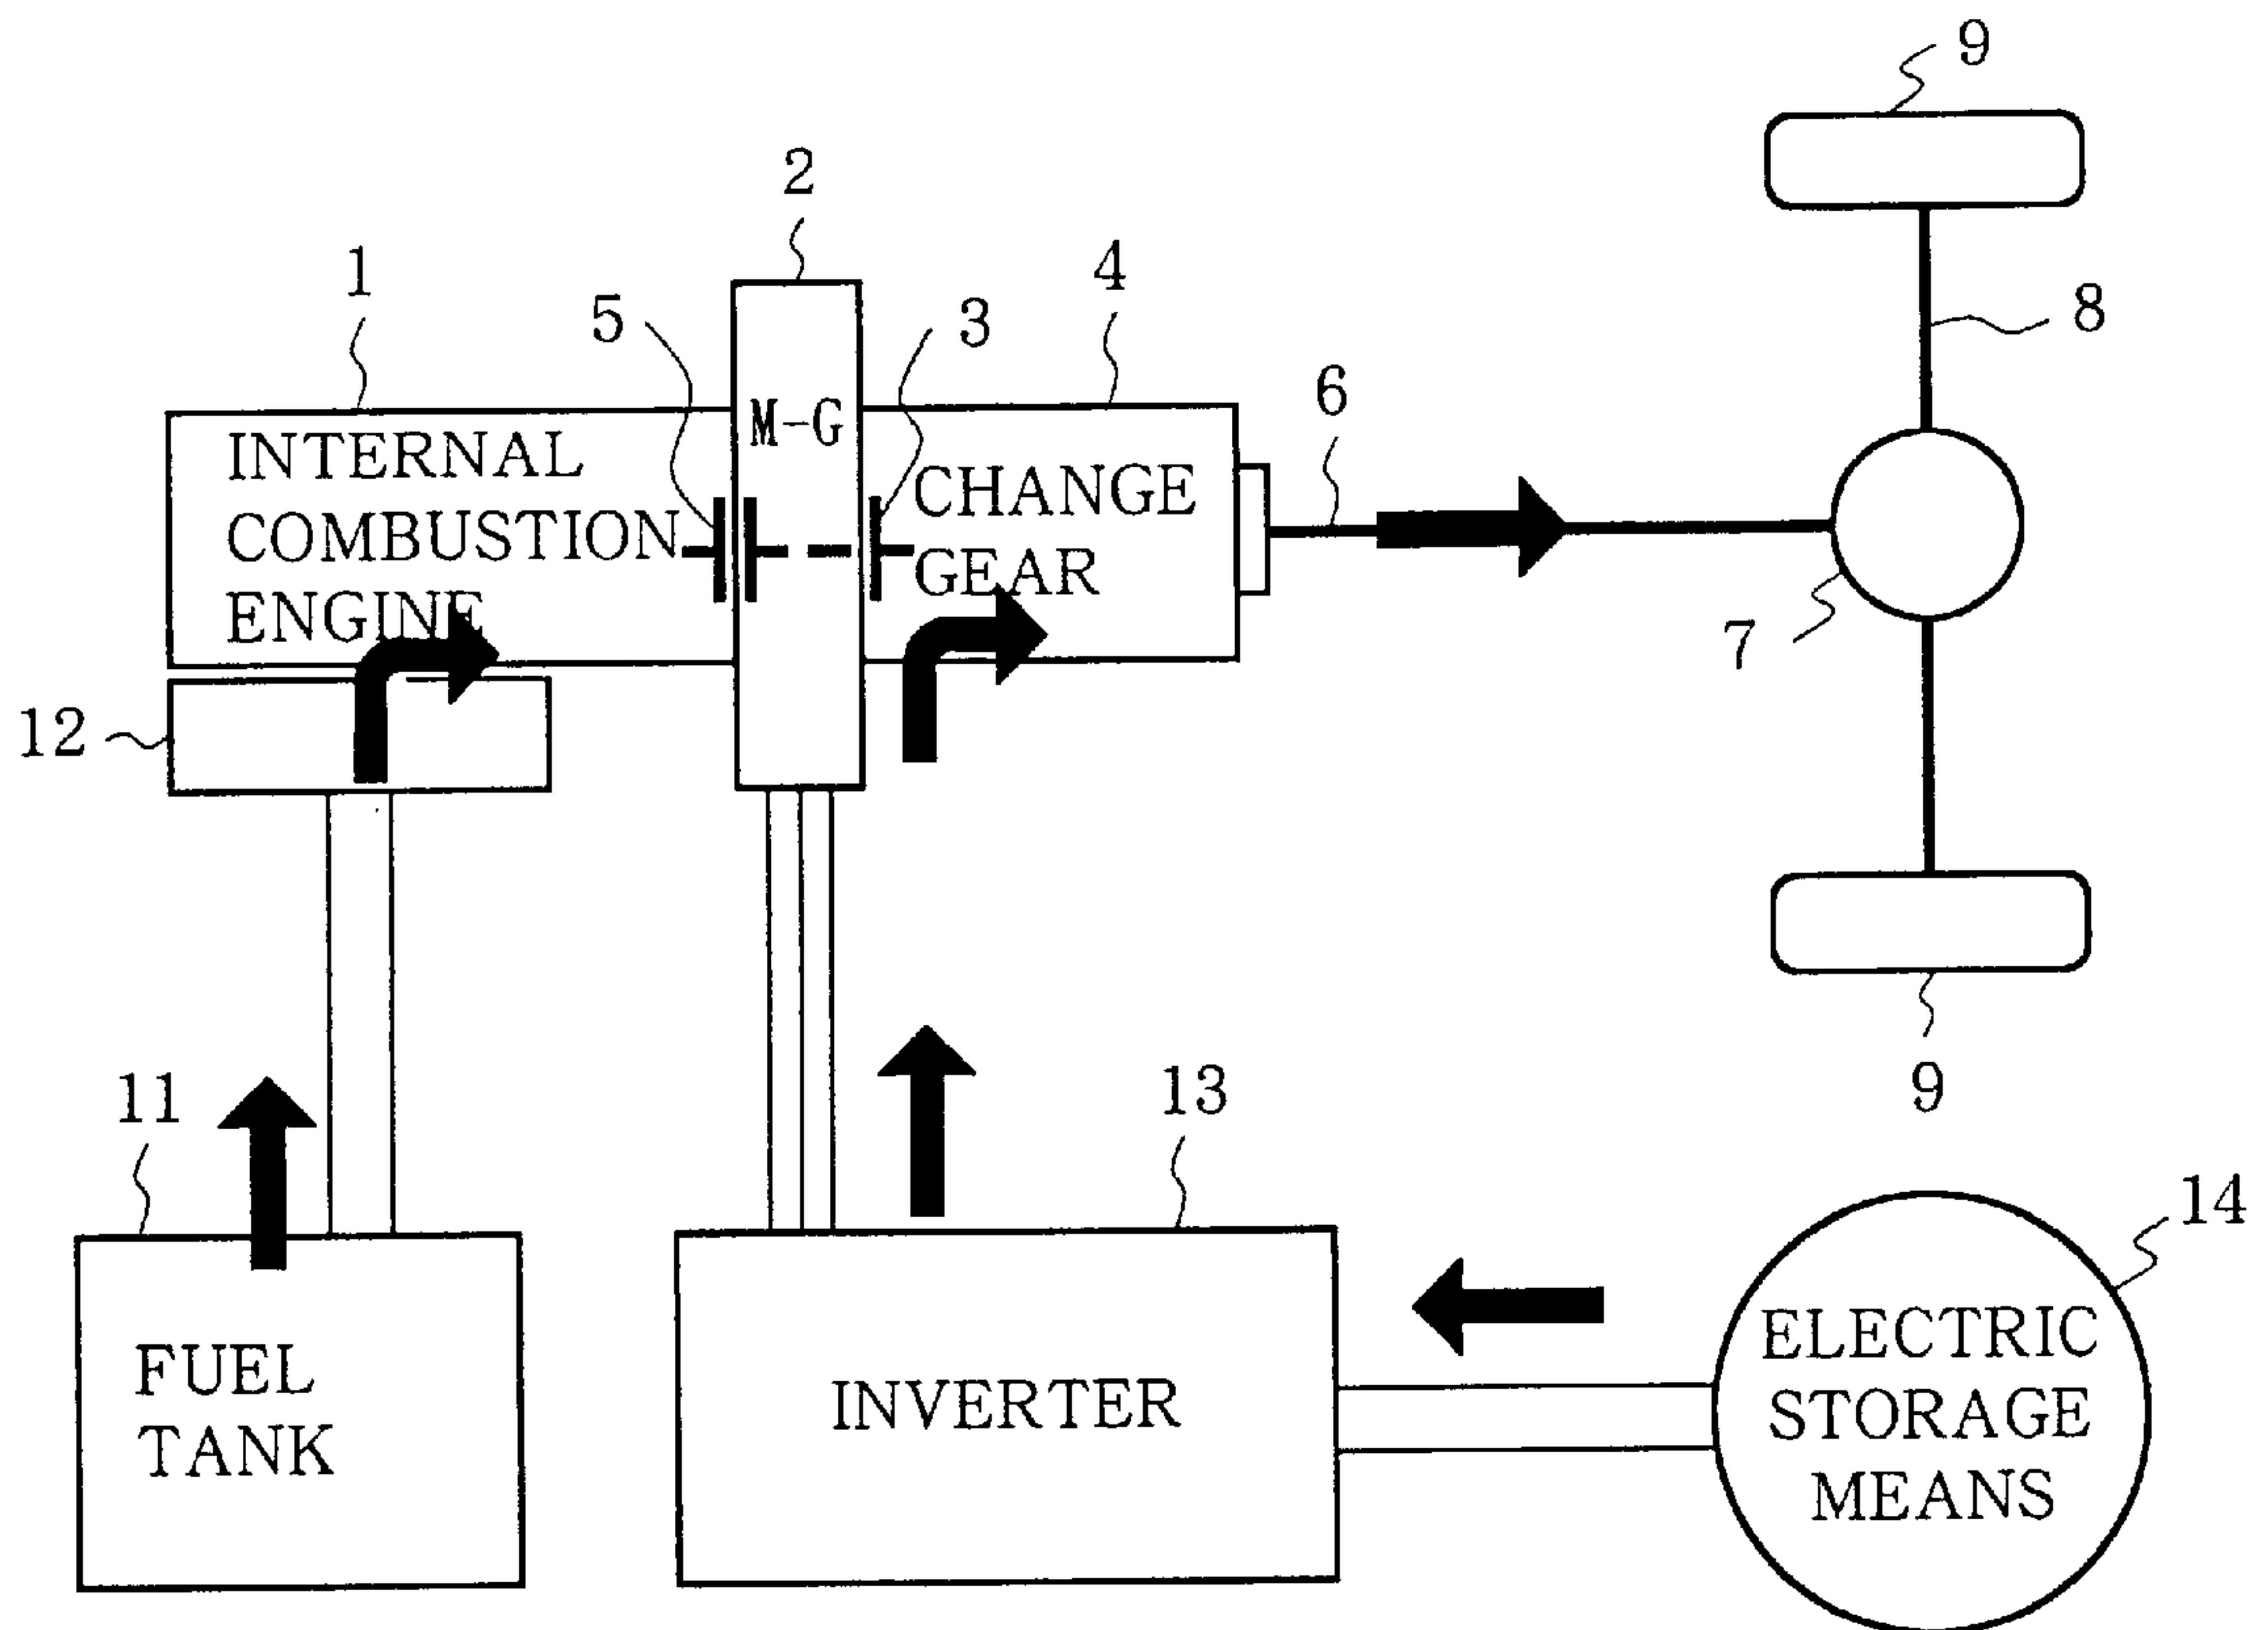 9
2
1
5
3
4
6
8
M-G
INTERNAL
COMBUSTION
ENGINE
CHANGE
GEAR
7
12
9
11
13
14
FUEL
TANK
INVERTER
ELECTRIC
STORAGE
MEANS